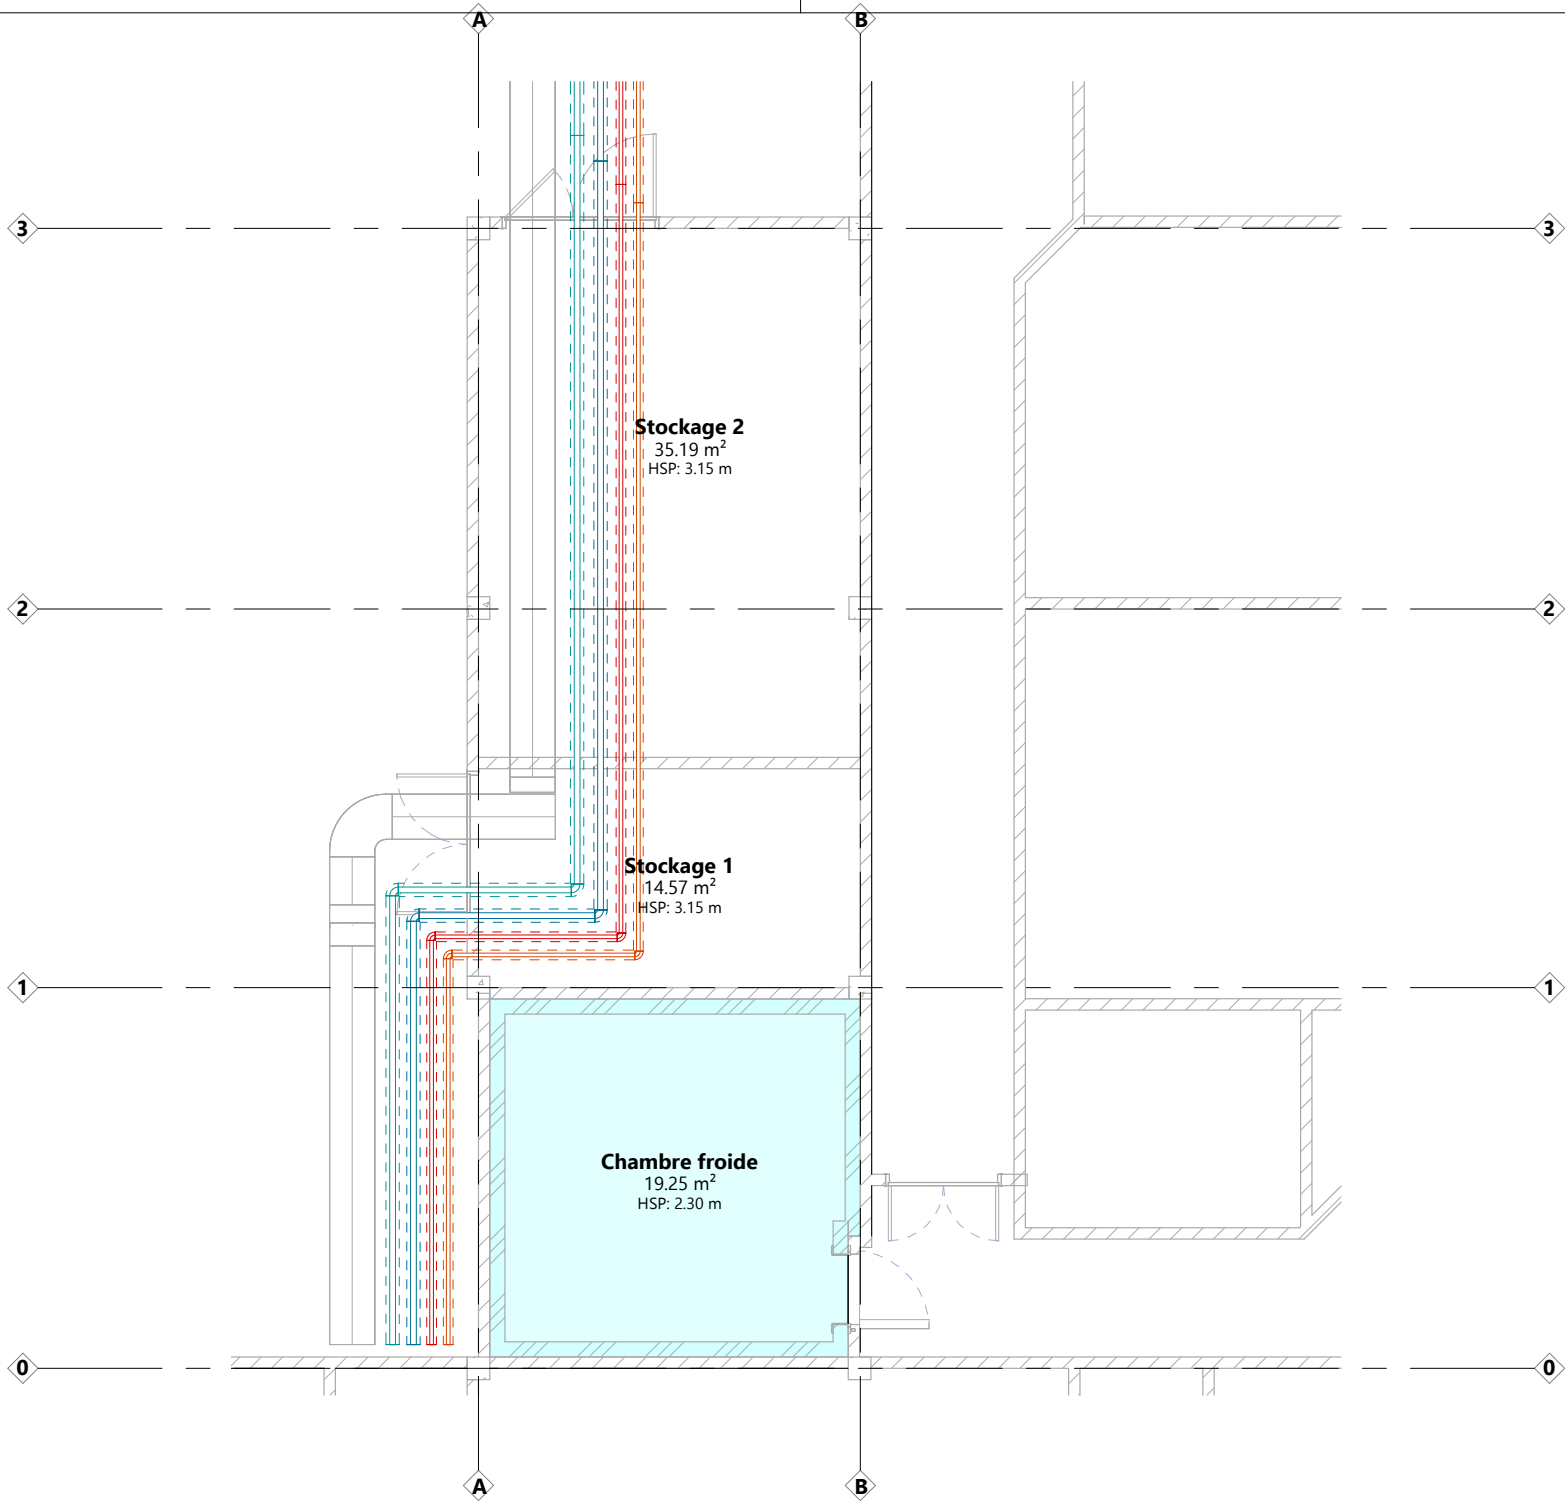 A
B
3
3
Stockage 2
35.19 m²
HSP: 3.15 m
2
2
Stockage 1
14.57 m²
HSP: 3.15 m
1
1
Chambre froide
19.25 m²
HSP: 2.30 m
0
0
A
B